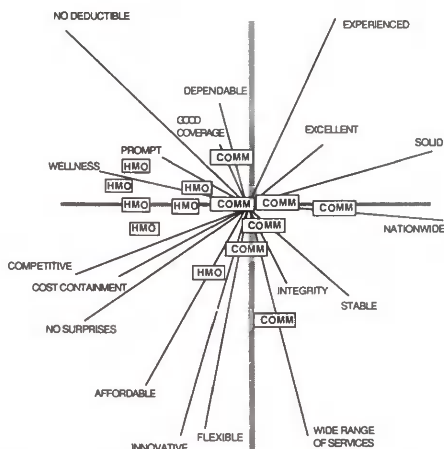 NO DEDUCTIBLE
EXPERIENCED
DEPENDABLE
GOOD
COVERAGE
EXCELLENT
SOLID
PROMPT
COMM
WELLNESS
HMO
HMO
HMO
HMO
HMO
COMM
COMM
COMM
HMO
COMM
NATIONWIDE
COMM
COMPETITIVE
HMO
COST CONTAINMENT
INTEGRITY
STABLE
NO SURPRISES
COMM
AFFORDABLE
INNOVATIVE
FLEXIBLE
WIDE RANGE
OF SERVICES